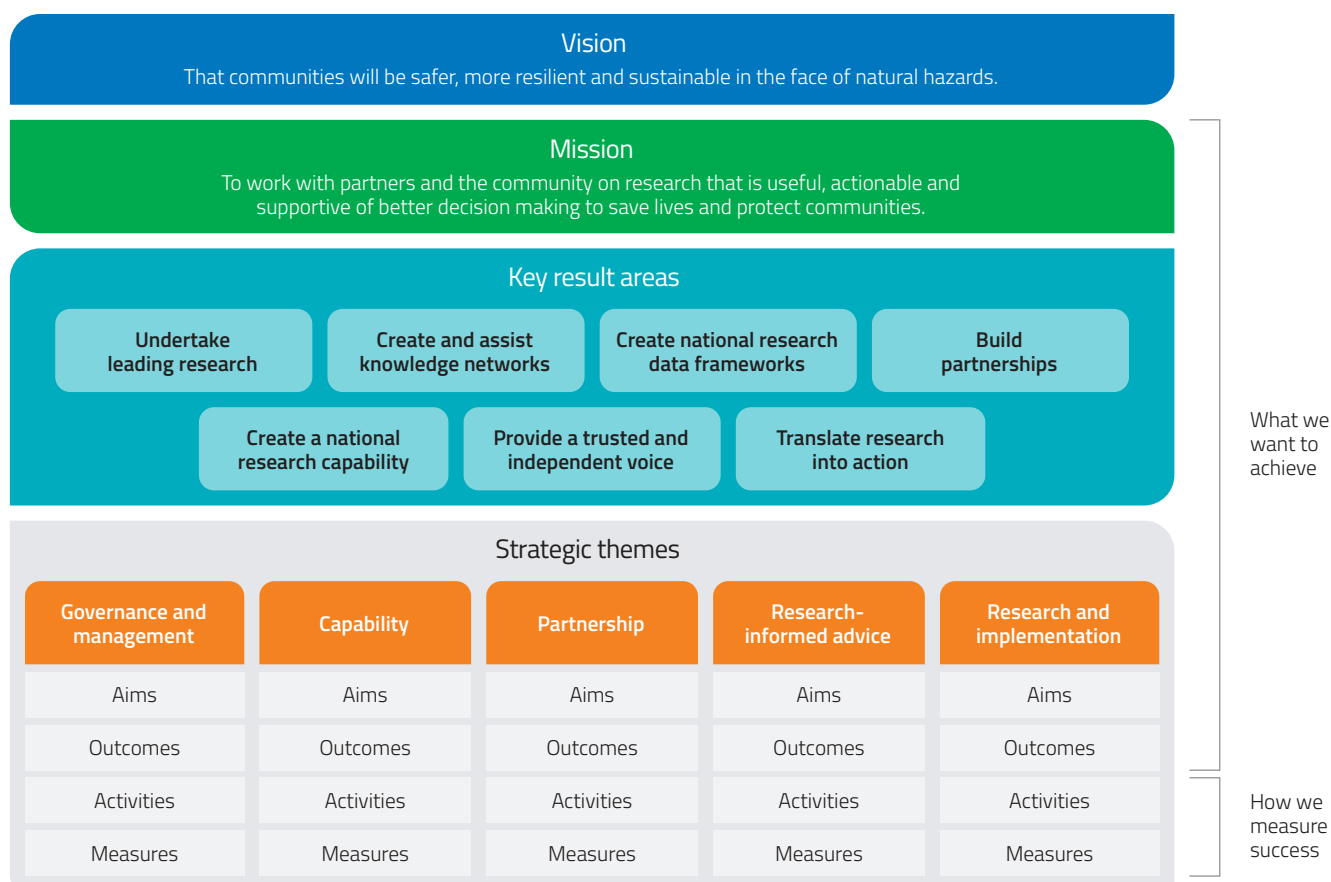 Vision
That communities will be safer, more resilient and sustainable in the face of natural hazards.
Mission
To work with partners and the community on research that is useful, actionable and
supportive of better decision making to save lives and protect communities.
Key result areas
Undertake
leading research
Create and assist
knowledge networks
Create national research
data frameworks
Build
partnerships
Create a national
research capability
Provide a trusted and
independent voice
Translate research
into action
What we
want to
achieve
Strategic themes
Governance and
management
Capability
Partnership
Research-
informed advice
Research and
implementation
Aims
Aims
Aims
Aims
Aims
Outcomes
Outcomes
Outcomes
Outcomes
Outcomes
Activities
Activities
Activities
Activities
Activities
Measures
Measures
Measures
Measures
Measures
How we
measure
success